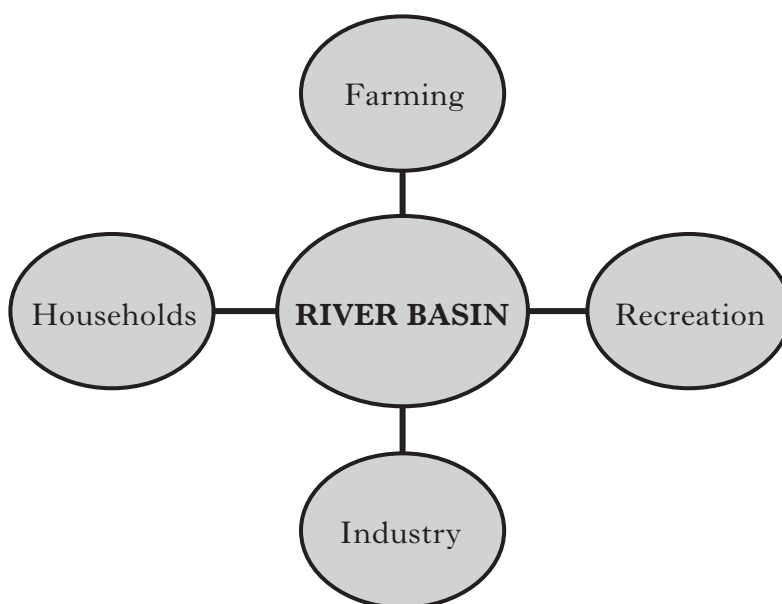 Farming
Households
RIVER BASIN
Recreation
Industry